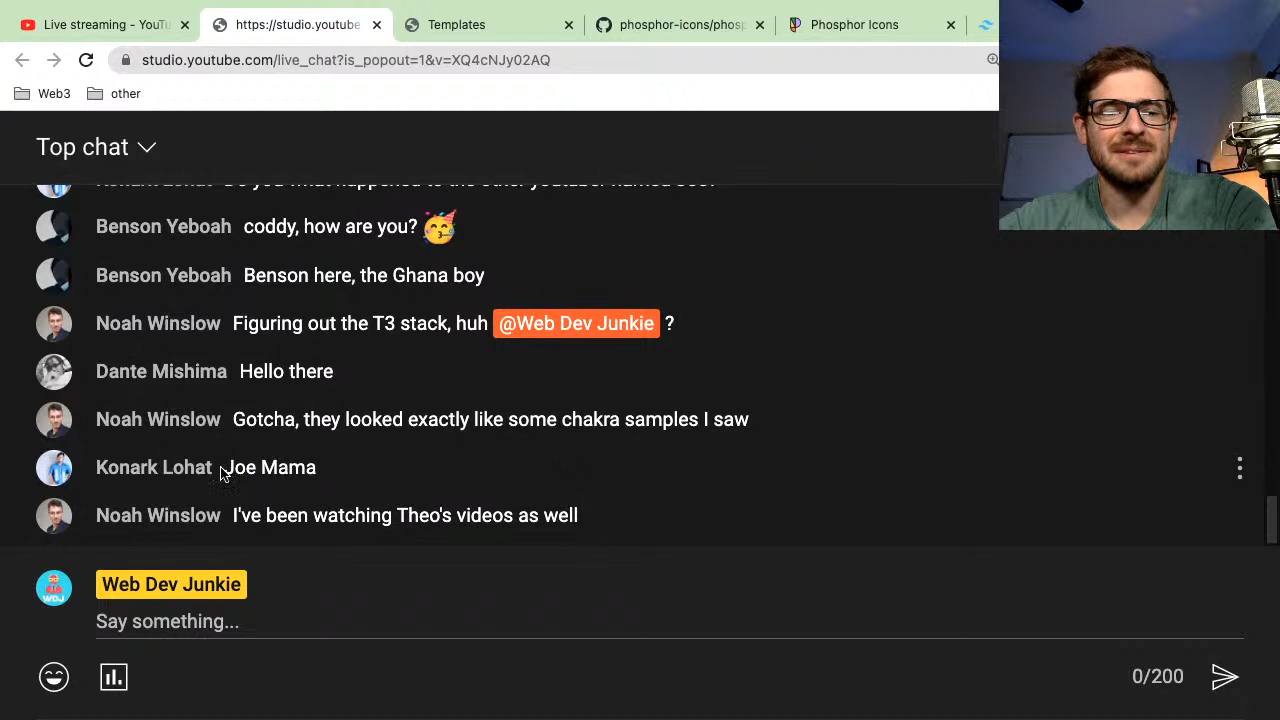 Live streaming - YouTu
https://studio.youtube
Templates
phosphor-icons/phosp
Phosphor Icons
studio.youtube.com/live_chat?is_popout=1&v=XQ4cNJy02AQ
Web3
other
Top chat
Benson Yeboah coddy, how are you? 🥳
Benson Yeboah Benson here, the Ghana boy
Noah Winslow Figuring out the T3 stack, huh @Web Dev Junkie ?
Dante Mishima Hello there
Noah Winslow Gotcha, they looked exactly like some chakra samples I saw
Konark Lohat Joe Mama
Noah Winslow I've been watching Theo's videos as well
WDJ
Web Dev Junkie
Say something...
0/200